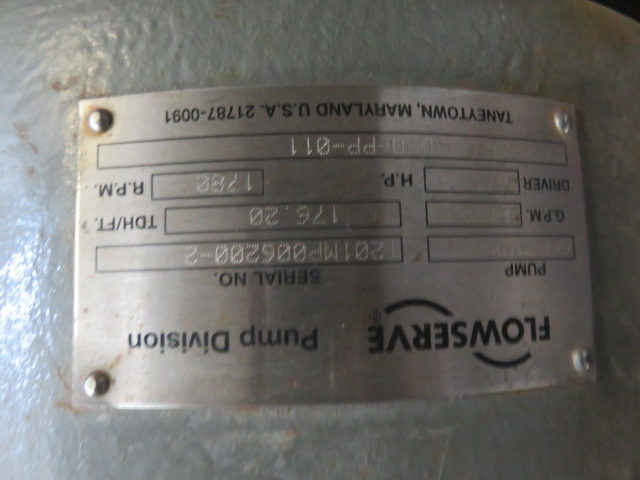 FLOWSERVE® Pump Division
PUMP SERIAL NO.
201MP006200-2
G.P.M. 176.20 TDH/FT.
DRIVER H.P. 1780 R.P.M.
PP-011
TANEYTOWN, MARYLAND U.S.A. 21787-0091